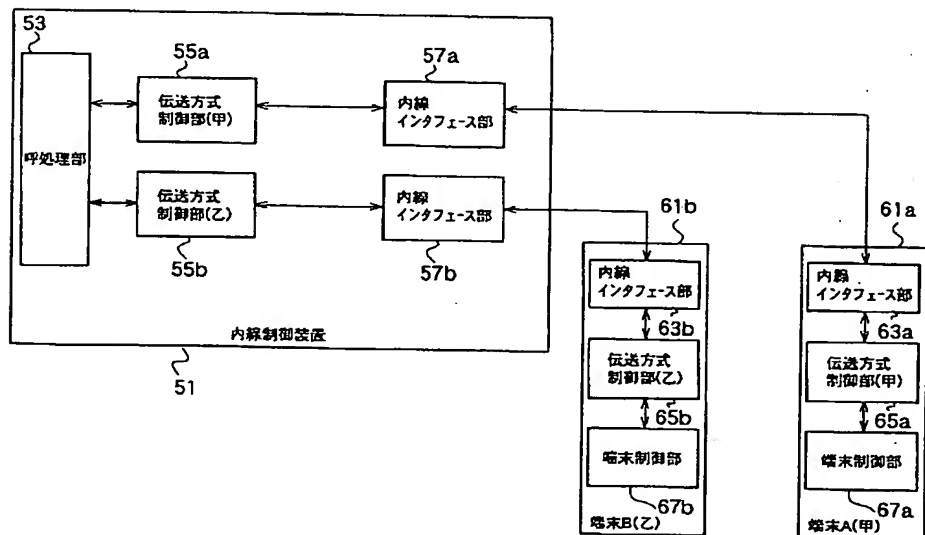 53
呼処理部
55a
伝送方式
制御部(甲)
57a
内線
インタフェース部
伝送方式
制御部(乙)
55b
内線
インタフェース部
57b
内線制御装置
51
61b
内線
インタフェース部
63b
伝送方式
制御部(乙)
65b
端末制御部
67b
端末B(乙)
61a
内線
インタフェース部
63a
伝送方式
制御部(甲)
65a
端末制御部
67a
端末A(甲)